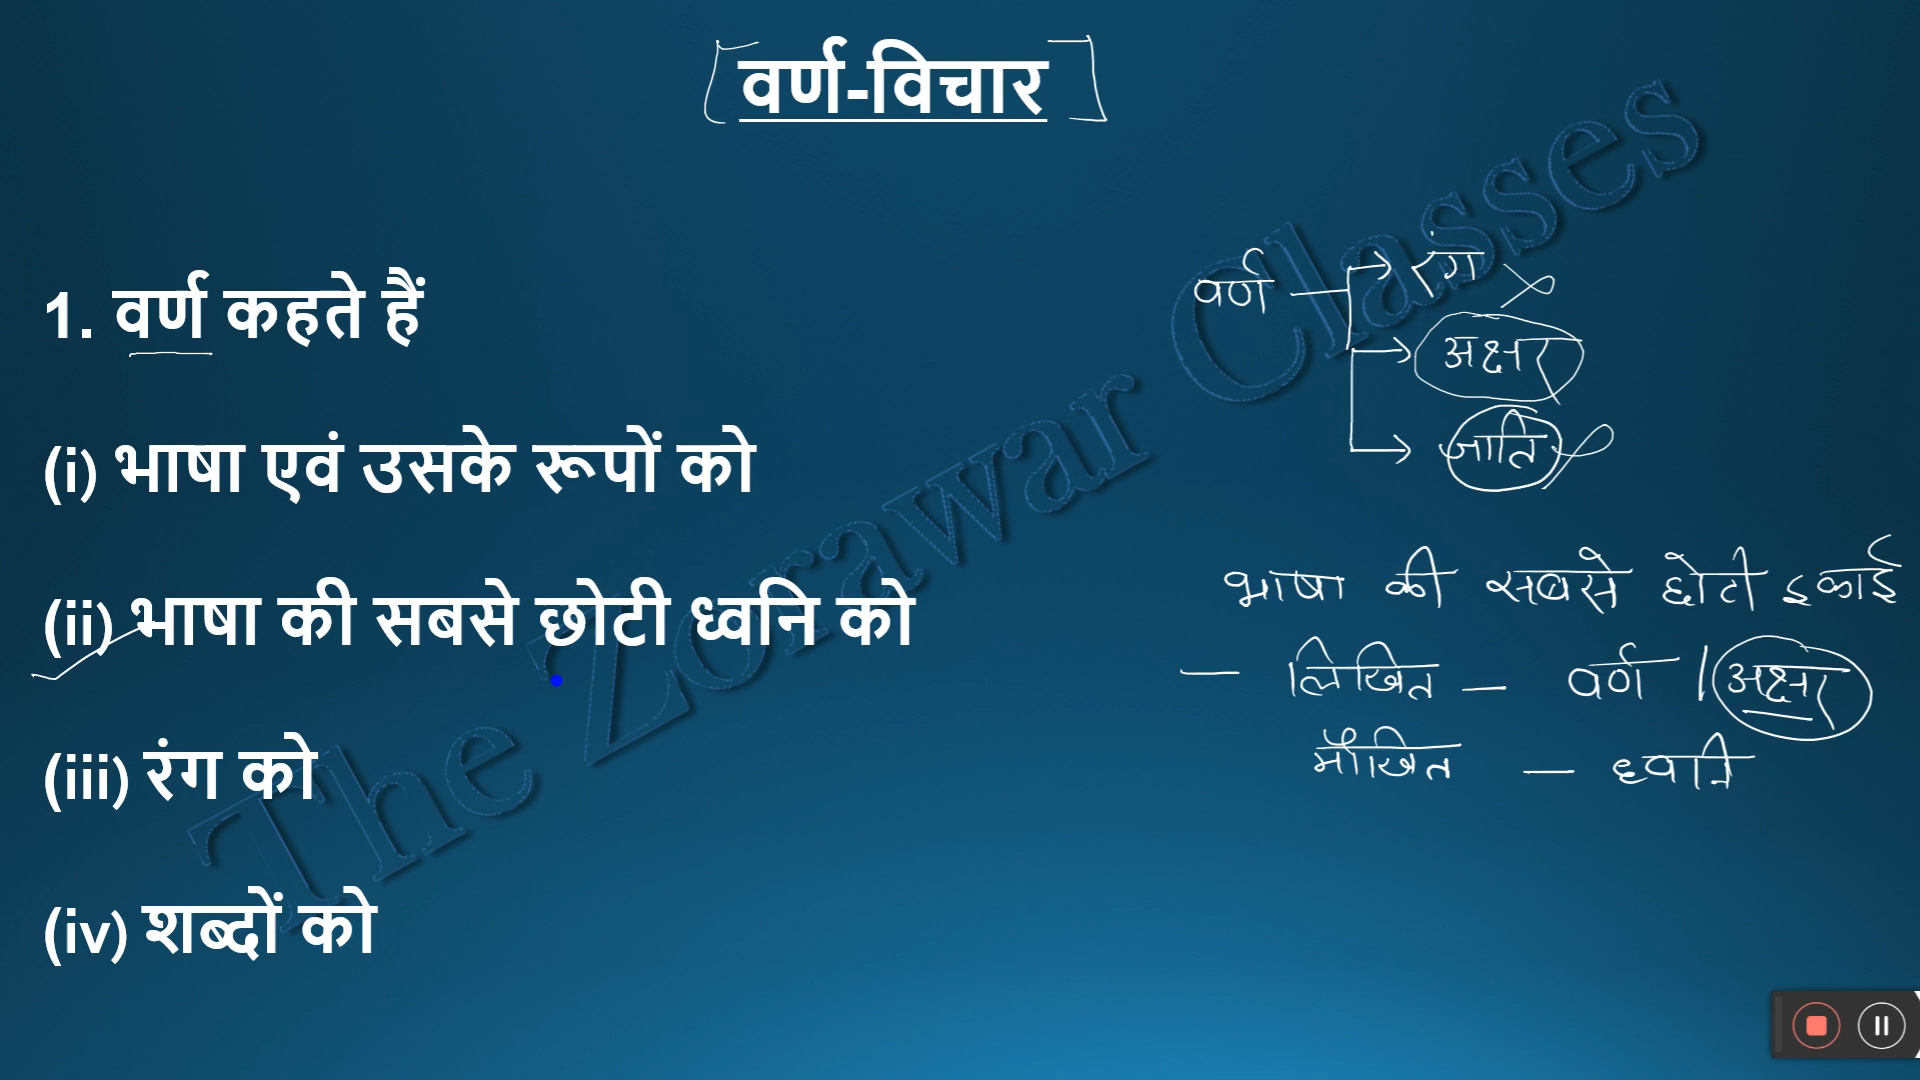 वर्ण-विचार
1. वर्ण कहते हैं
(i) भाषा एवं उसके रूपों को
(ii) भाषा की सबसे छोटी ध्वनि को
(iii) रंग को
(iv) शब्दों को
वर्ण → रंग
→ अक्षर
→ जाति
भाषा की सबसे छोटी इकाई
— लिखित — वर्ण / अक्षर
मौखित — ध्वनि
The Zorawar Classes